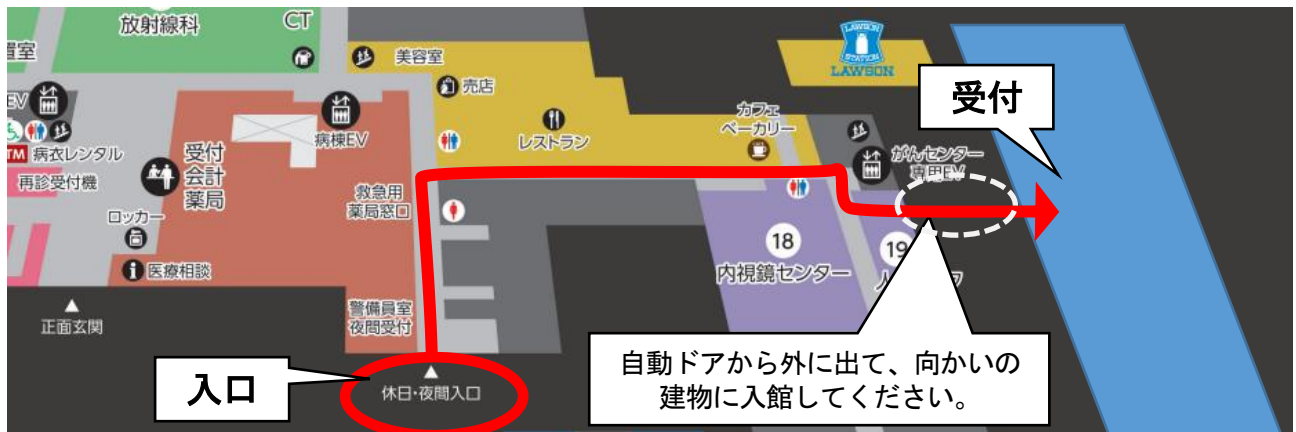 放射線科
CT
置室
美容室
売店
LAWSON
STATION
LAWSON
受付
EV
病棟EV
レストラン
カフェ
ベーカリー
がんセンター
専用EV
TM 病衣レンタル
再診受付機
受付
会計
薬局
救急用
薬局窓口
ロッカー
医療相談
18
内視鏡センター
19
人
フ
正面玄関
警備員室
夜間受付
入口
休日・夜間入口
自動ドアから外に出て、向かいの
建物に入館してください。